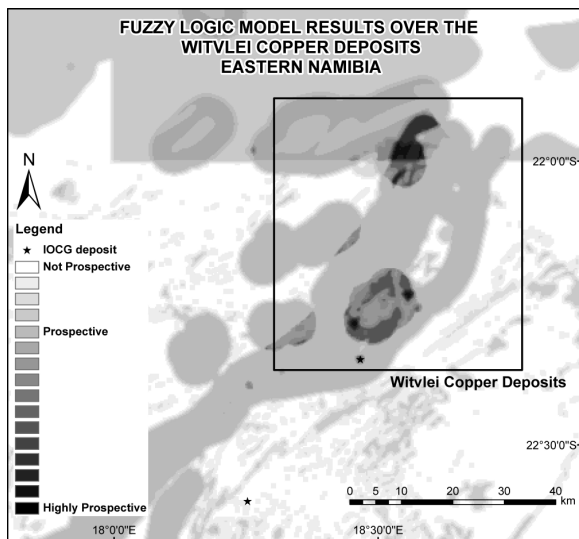 FUZZY LOGIC MODEL RESULTS OVER THE
WITVLEI COPPER DEPOSITS
EASTERN NAMIBIA
N
22°0'0"S
Legend
IOCG deposit
Not Prospective
Prospective
Highly Prospective
Witvlei Copper Deposits
22°30'0"S
0 5 10 20 30 40
km
18°0'0"E
18°30'0"E